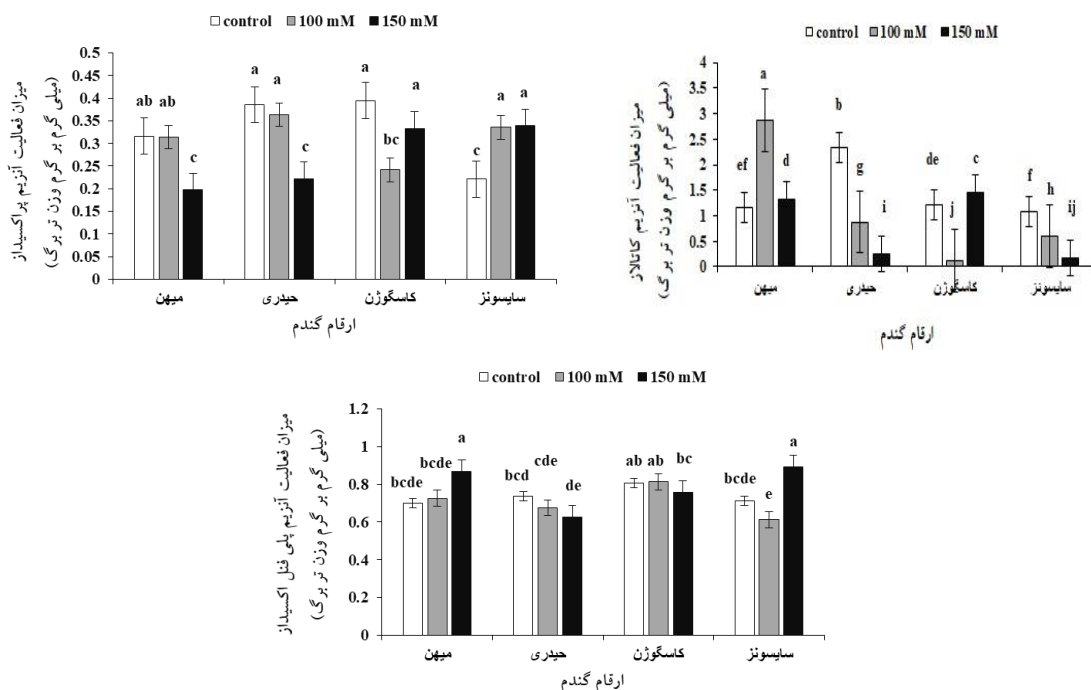 control 100 mM 150 mM
میزان فعالیت آنزیم پراکسیداز
(میلی گرم بر گرم وزن تر برگ)
0.5
0.45
0.4
0.35
0.3
0.25
0.2
0.15
0.1
0.05
0
ab ab c a a c a bc a c a a
میهن حیدری کاسگوژن سایسونز
ارقام گندم
control 100 mM 150 mM
میزان فعالیت آنزیم کاتالاز
(میلی گرم بر گرم وزن تر برگ)
4
3.5
3
2.5
2
1.5
1
0.5
0
ef a d b g i de j c f h ij
میهن حیدری کاسگوژن سایسونز
ارقام گندم
control 100 mM 150 mM
میزان فعالیت آنزیم پلی فنل اکسیداز
(میلی گرم بر گرم وزن تر برگ)
1.2
1
0.8
0.6
0.4
0.2
0
bcde bcde a bcd cde de ab ab bc bcde e a
میهن حیدری کاسگوژن سایسونز
ارقام گندم